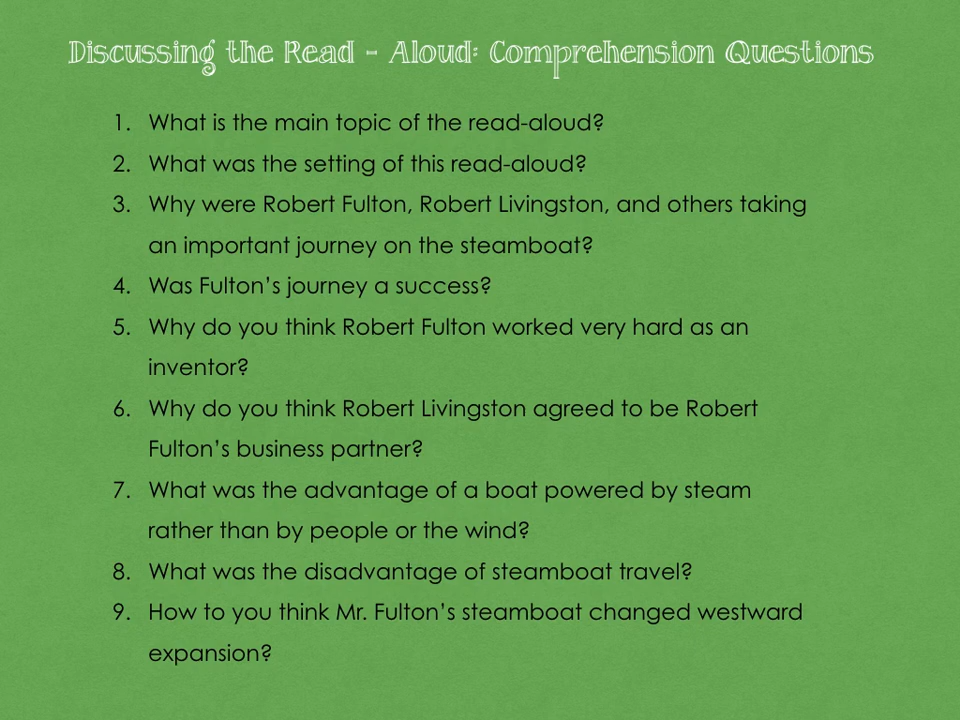 Discussing the Read - Aloud: Comprehension Questions
1. What is the main topic of the read-aloud?
2. What was the setting of this read-aloud?
3. Why were Robert Fulton, Robert Livingston, and others taking
an important journey on the steamboat?
4. Was Fulton’s journey a success?
5. Why do you think Robert Fulton worked very hard as an
inventor?
6. Why do you think Robert Livingston agreed to be Robert
Fulton’s business partner?
7. What was the advantage of a boat powered by steam
rather than by people or the wind?
8. What was the disadvantage of steamboat travel?
9. How to you think Mr. Fulton’s steamboat changed westward
expansion?